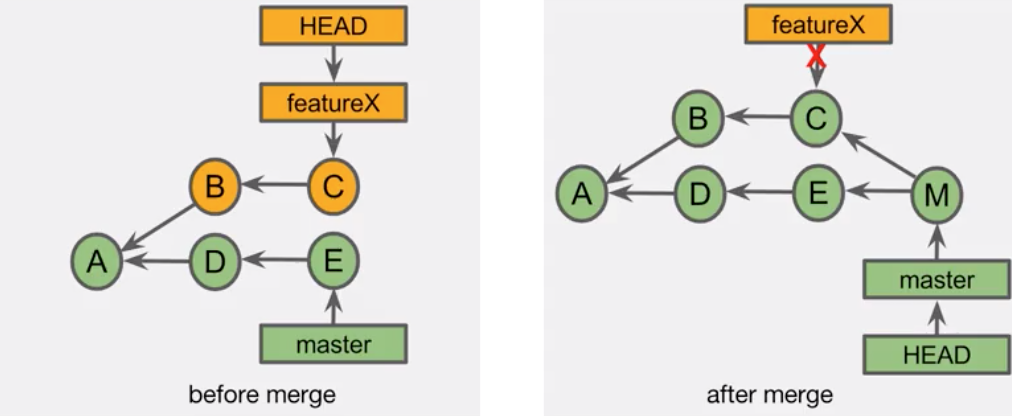 HEAD
featureX
B
C
A
D
E
master
before merge
featureX
X
B
C
A
D
E
M
master
HEAD
after merge